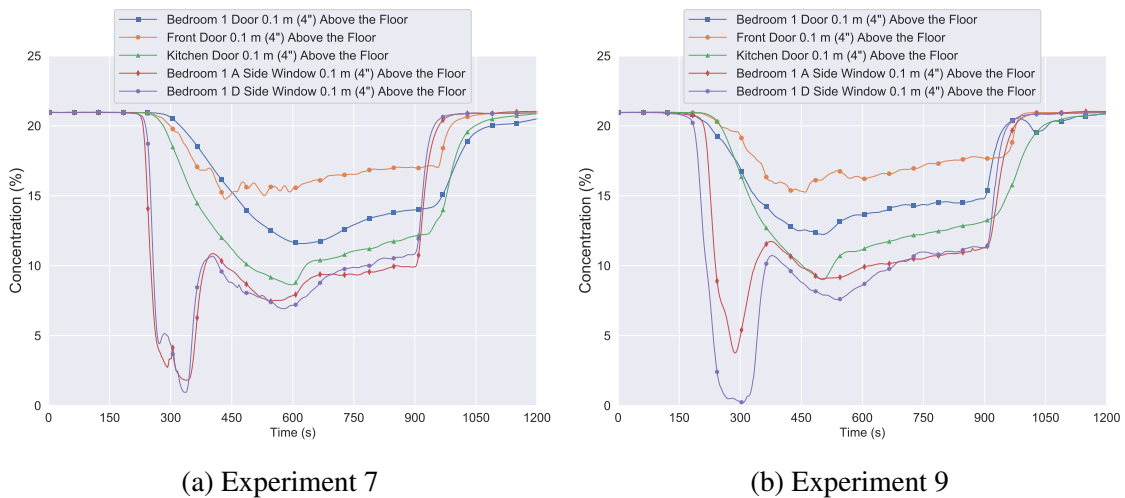 Bedroom 1 Door 0.1 m (4") Above the Floor
Front Door 0.1 m (4") Above the Floor
Kitchen Door 0.1 m (4") Above the Floor
Bedroom 1 A Side Window 0.1 m (4") Above the Floor
Bedroom 1 D Side Window 0.1 m (4") Above the Floor
25
20
15
10
5
0
Concentration (%)
0 150 300 450 600 750 900 1050 1200
Time (s)
(a) Experiment 7
Bedroom 1 Door 0.1 m (4") Above the Floor
Front Door 0.1 m (4") Above the Floor
Kitchen Door 0.1 m (4") Above the Floor
Bedroom 1 A Side Window 0.1 m (4") Above the Floor
Bedroom 1 D Side Window 0.1 m (4") Above the Floor
25
20
15
10
5
0
Concentration (%)
0 150 300 450 600 750 900 1050 1200
Time (s)
(b) Experiment 9